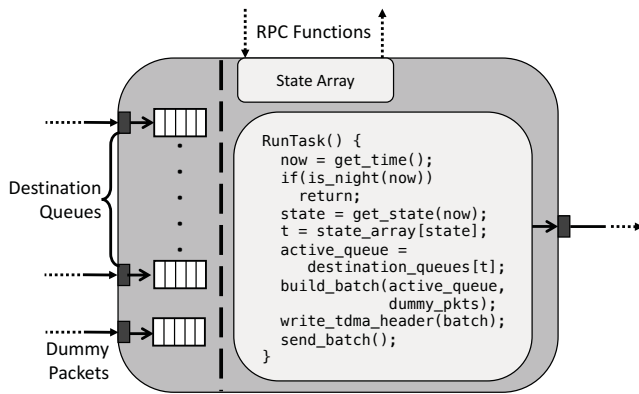 RPC Functions
State Array
Destination
Queues
Dummy
Packets
RunTask() {
now = get_time();
if(is_night(now))
return;
state = get_state(now);
t = state_array[state];
active_queue =
destination_queues[t];
build_batch(active_queue,
dummy_pkts);
write_tdma_header(batch);
send_batch();
}